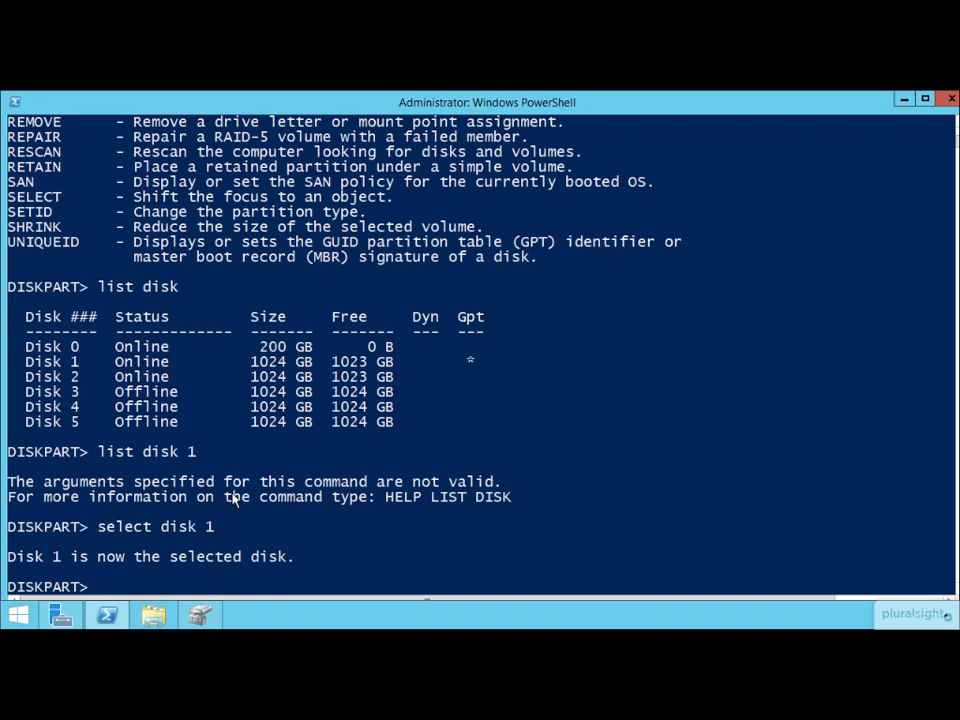 Administrator: Windows PowerShell
REMOVE - Remove a drive letter or mount point assignment.
REPAIR - Repair a RAID-5 volume with a failed member.
RESCAN - Rescan the computer looking for disks and volumes.
RETAIN - Place a retained partition under a simple volume.
SAN - Display or set the SAN policy for the currently booted OS.
SELECT - Shift the focus to an object.
SETID - Change the partition type.
SHRINK - Reduce the size of the selected volume.
UNIQUEID - Displays or sets the GUID partition table (GPT) identifier or
master boot record (MBR) signature of a disk.
DISKPART> list disk
Disk ### Status Size Free Dyn Gpt
-------- ------------- ------- ------- --- ---
Disk 0 Online 200 GB 0 B
Disk 1 Online 1024 GB 1023 GB *
Disk 2 Online 1024 GB 1023 GB
Disk 3 Offline 1024 GB 1024 GB
Disk 4 Offline 1024 GB 1024 GB
Disk 5 Offline 1024 GB 1024 GB
DISKPART> list disk 1
The arguments specified for this command are not valid.
For more information on the command type: HELP LIST DISK
DISKPART> select disk 1
Disk 1 is now the selected disk.
DISKPART>
pluralsight